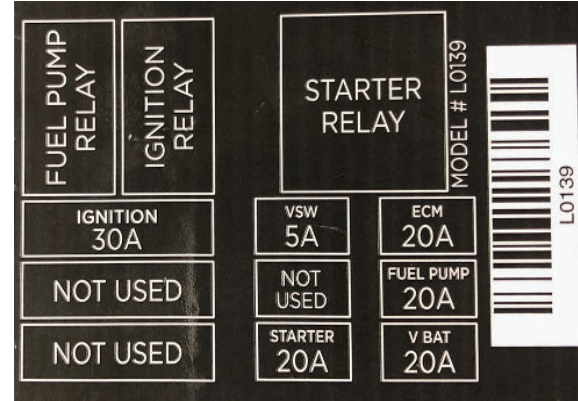 FUEL PUMP
RELAY
IGNITION
RELAY
STARTER
RELAY
MODEL # L0139
L0139
IGNITION
30A
VSW
5A
ECM
20A
NOT USED
NOT
USED
FUEL PUMP
20A
NOT USED
STARTER
20A
V BAT
20A